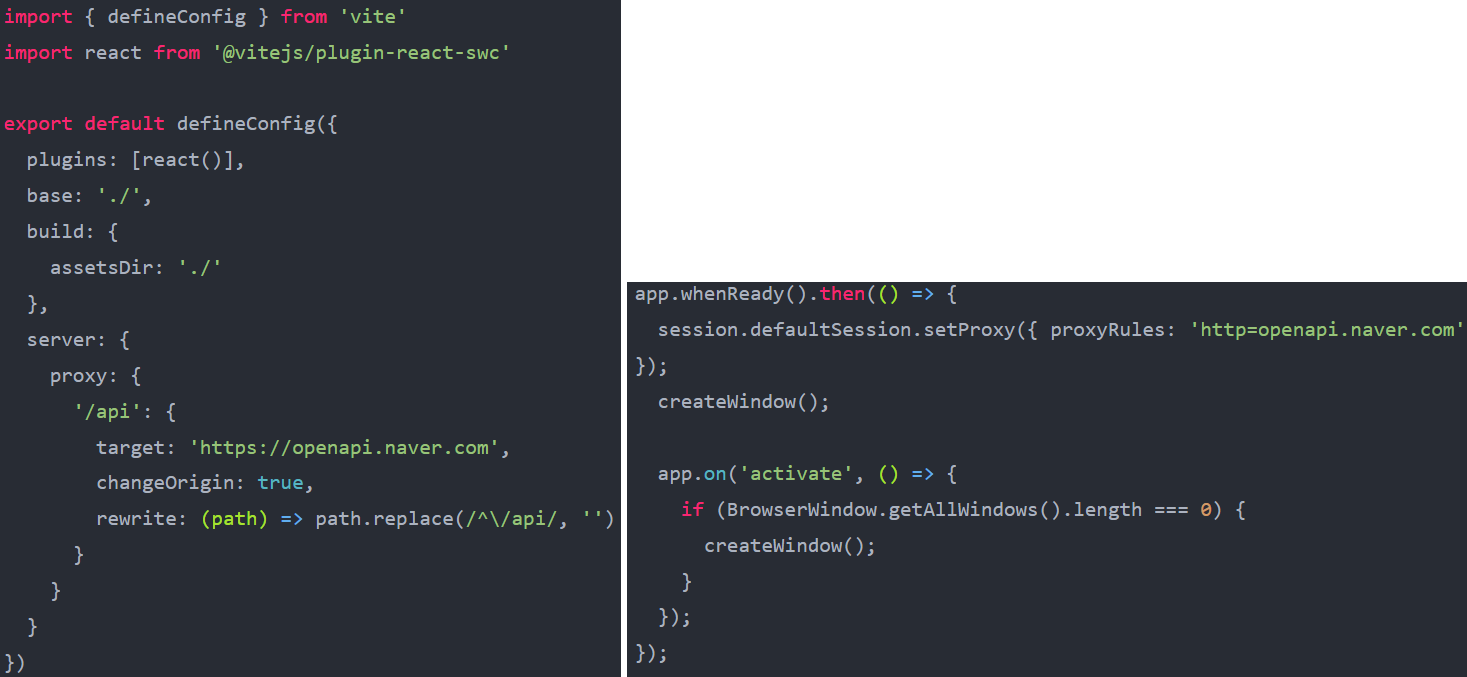 import { defineConfig } from 'vite'
import react from '@vitejs/plugin-react-swc'
export default defineConfig({
  plugins: [react()],
  base: './',
  build: {
    assetsDir: './'
  },
  server: {
    proxy: {
      '/api': {
        target: 'https://openapi.naver.com',
        changeOrigin: true,
        rewrite: (path) => path.replace(/^\/api/, '')
      }
    }
  }
})
app.whenReady().then(() => {
  session.defaultSession.setProxy({ proxyRules: 'http=openapi.naver.com'
});
  createWindow();
  app.on('activate', () => {
    if (BrowserWindow.getAllWindows().length === 0) {
      createWindow();
    }
  });
});